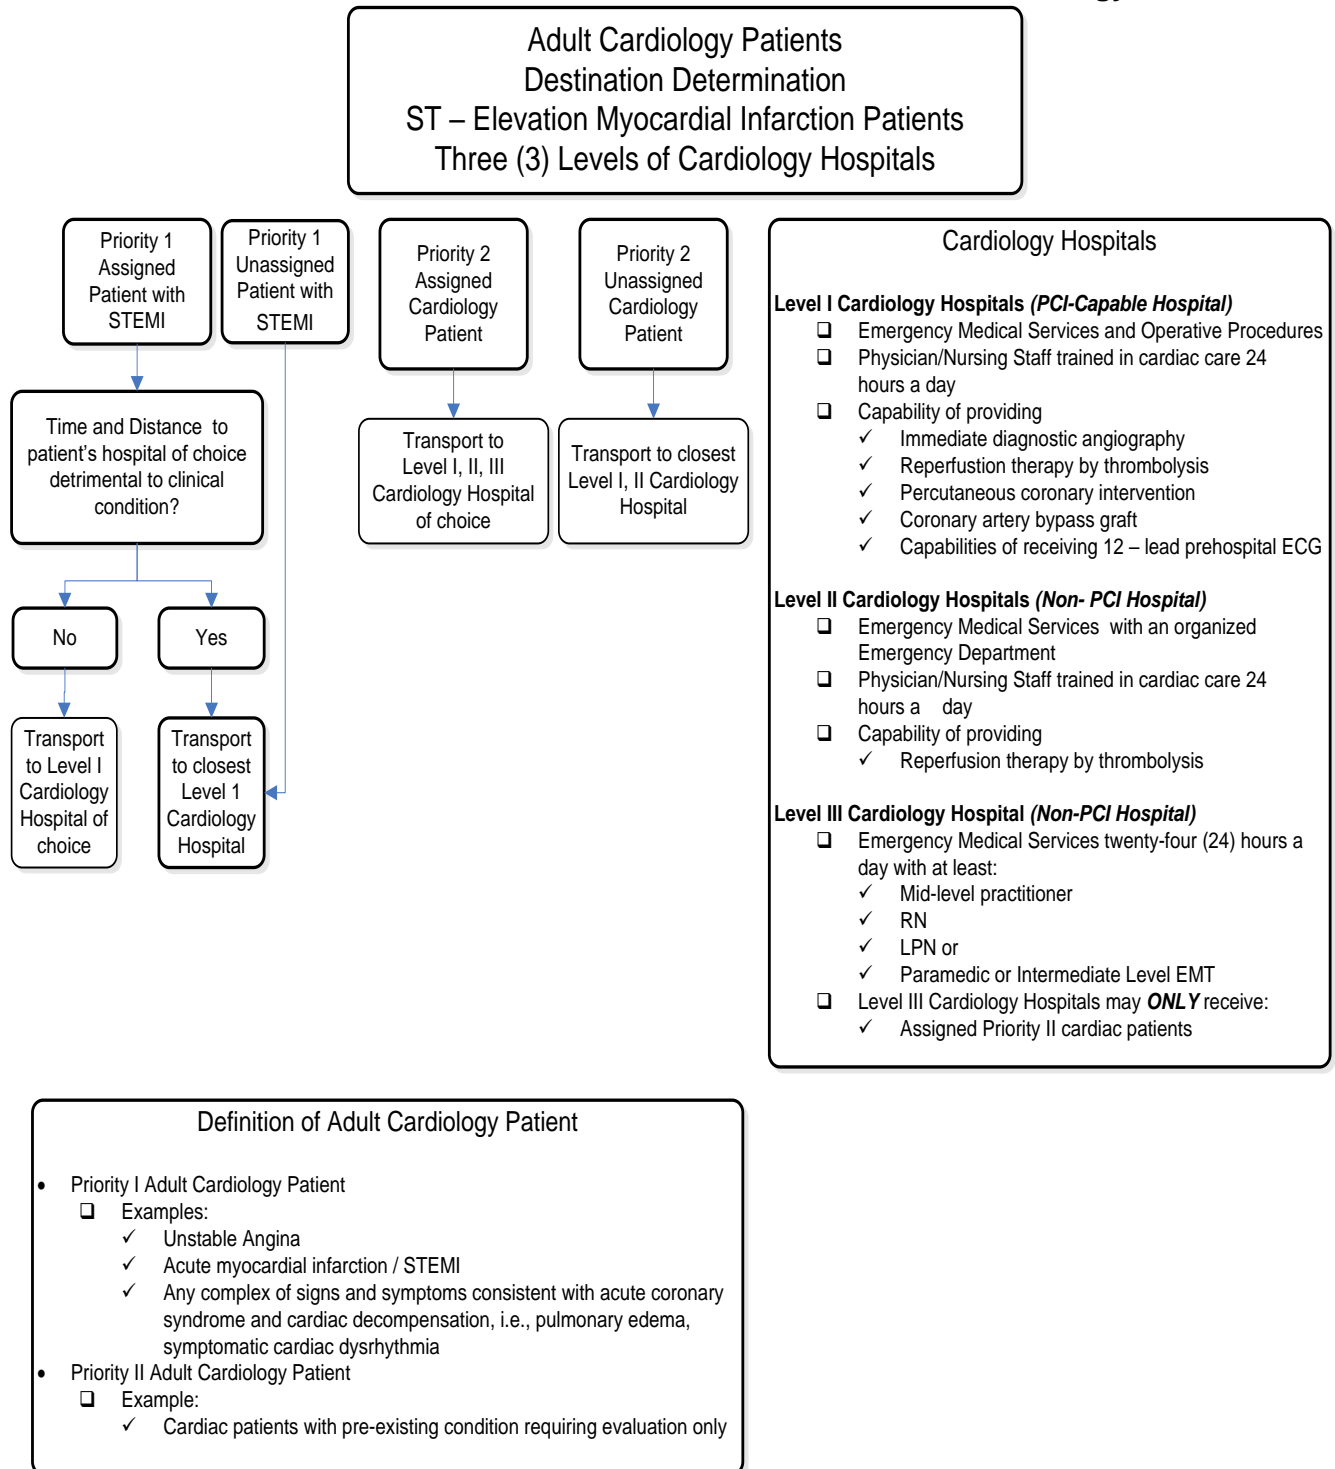 Adult Cardiology Patients
Destination Determination
ST – Elevation Myocardial Infarction Patients
Three (3) Levels of Cardiology Hospitals
Priority 1
Assigned
Patient with
STEMI
Priority 1
Unassigned
Patient with
STEMI
Priority 2
Assigned
Cardiology
Patient
Priority 2
Unassigned
Cardiology
Patient
Time and Distance to
patient’s hospital of choice
detrimental to clinical
condition?
Transport to
Level I, II, III
Cardiology Hospital
of choice
Transport to closest
Level I, II Cardiology
Hospital
No
Yes
Transport
to Level I
Cardiology
Hospital of
choice
Transport
to closest
Level 1
Cardiology
Hospital
Cardiology Hospitals
Level I Cardiology Hospitals (PCI-Capable Hospital)
❑ Emergency Medical Services and Operative Procedures
❑ Physician/Nursing Staff trained in cardiac care 24
hours a day
❑ Capability of providing
✓ Immediate diagnostic angiography
✓ Reperfustion therapy by thrombolysis
✓ Percutaneous coronary intervention
✓ Coronary artery bypass graft
✓ Capabilities of receiving 12 – lead prehospital ECG
Level II Cardiology Hospitals (Non- PCI Hospital)
❑ Emergency Medical Services with an organized
Emergency Department
❑ Physician/Nursing Staff trained in cardiac care 24
hours a day
❑ Capability of providing
✓ Reperfusion therapy by thrombolysis
Level III Cardiology Hospital (Non-PCI Hospital)
❑ Emergency Medical Services twenty-four (24) hours a
day with at least:
✓ Mid-level practitioner
✓ RN
✓ LPN or
✓ Paramedic or Intermediate Level EMT
❑ Level III Cardiology Hospitals may ONLY receive:
✓ Assigned Priority II cardiac patients
Definition of Adult Cardiology Patient
• Priority I Adult Cardiology Patient
❑ Examples:
✓ Unstable Angina
✓ Acute myocardial infarction / STEMI
✓ Any complex of signs and symptoms consistent with acute coronary
syndrome and cardiac decompensation, i.e., pulmonary edema,
symptomatic cardiac dysrhythmia
• Priority II Adult Cardiology Patient
❑ Example:
✓ Cardiac patients with pre-existing condition requiring evaluation only